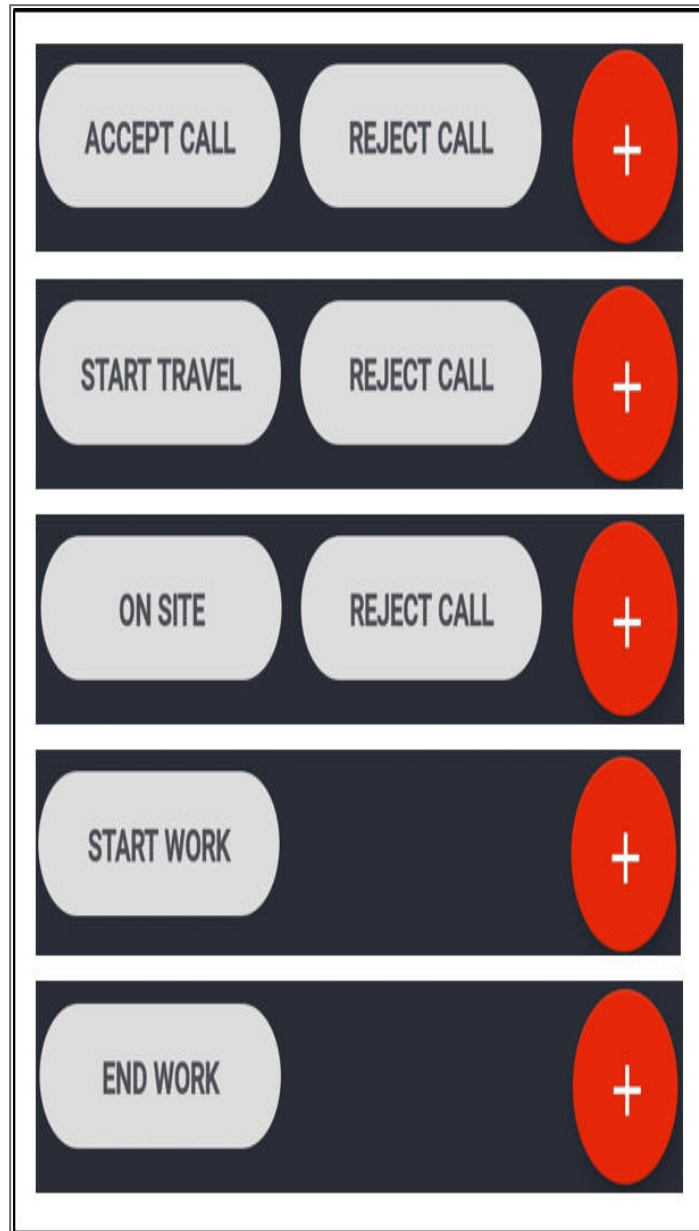 ACCEPT CALL REJECT CALL +
START TRAVEL REJECT CALL +
ON SITE REJECT CALL +
START WORK +
END WORK +